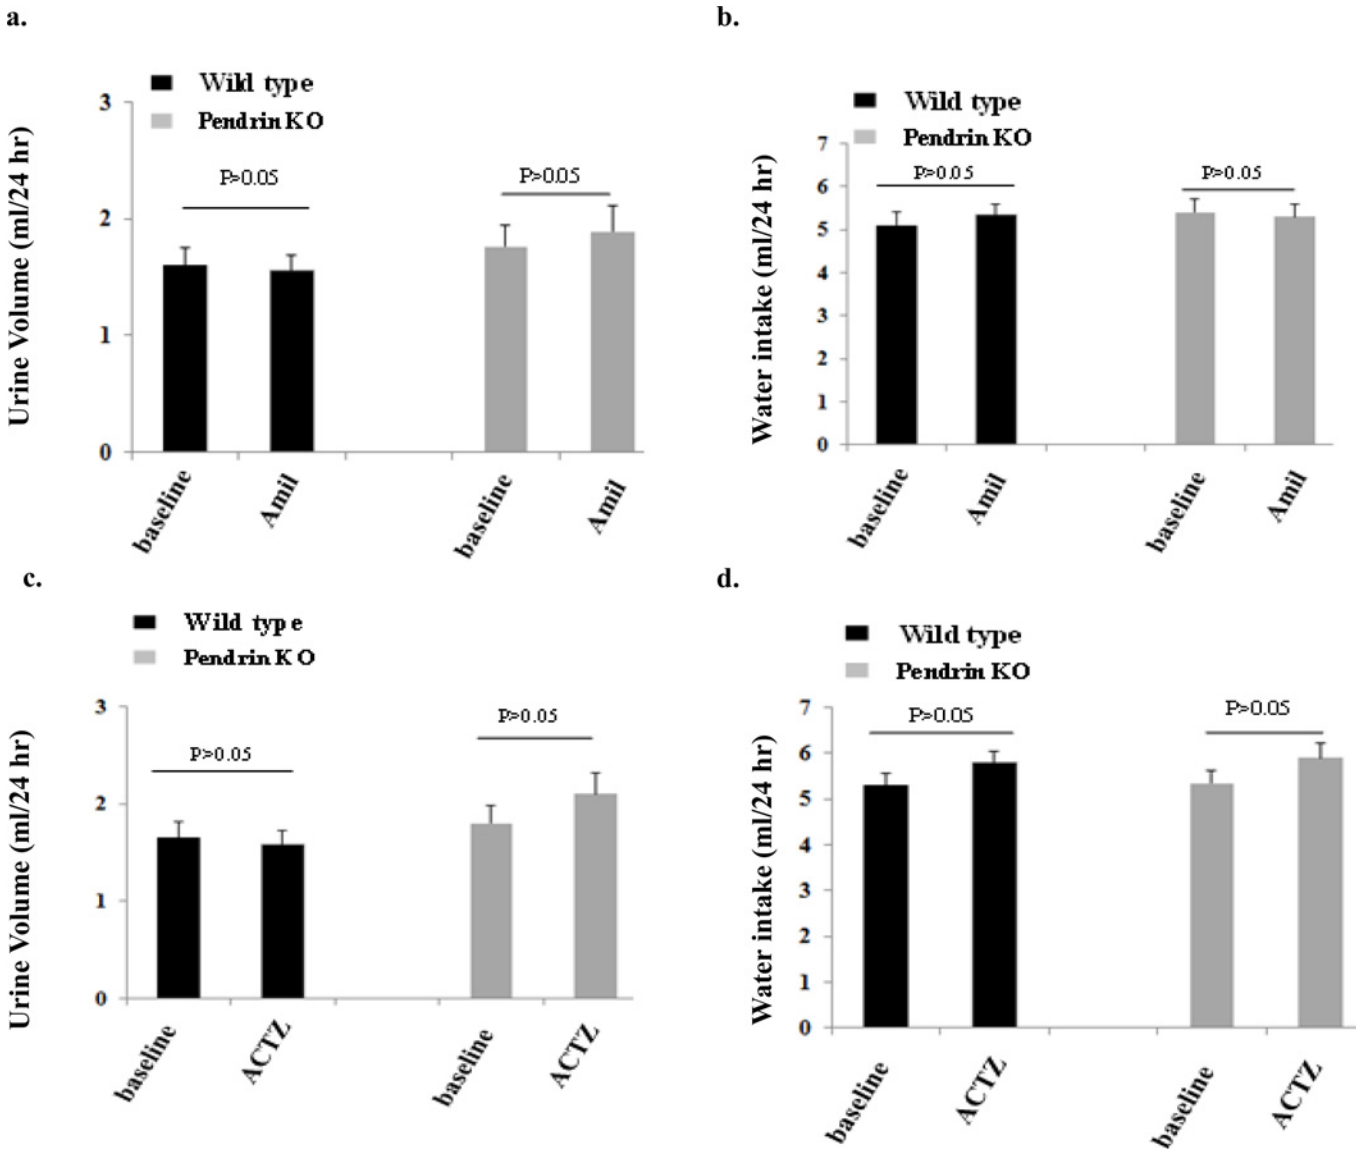 a.
Wild type
Pendrin KO
Urine Volume (ml/24 hr)
3
2
1
0
P>0.05
P>0.05
baseline
Amil
baseline
Amil
b.
Wild type
Pendrin KO
Water intake (ml/24 hr)
7
6
5
4
3
2
1
0
P>0.05
P>0.05
baseline
Amil
baseline
Amil
c.
Wild type
Pendrin KO
Urine Volume (ml/24 hr)
3
2
1
0
P>0.05
P>0.05
baseline
ACTZ
baseline
ACTZ
d.
Wild type
Pendrin KO
Water intake (ml/24 hr)
7
6
5
4
3
2
1
0
P>0.05
P>0.05
baseline
ACTZ
baseline
ACTZ